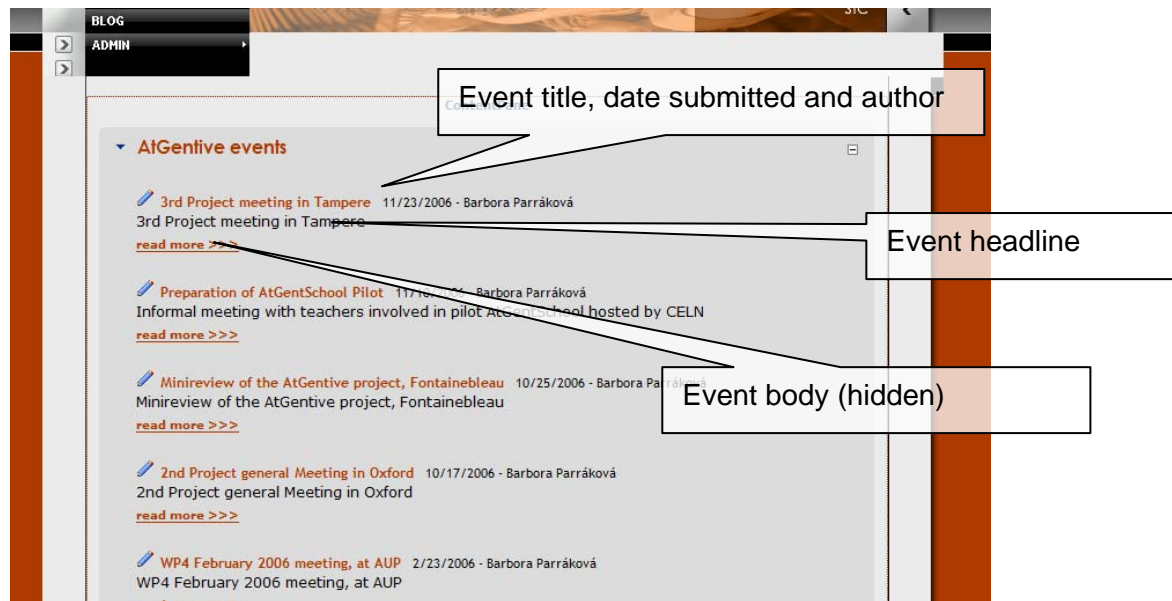 BLOG
SIC
ADMIN
Event title, date submitted and author
AtGentive events
3rd Project meeting in Tampere 11/23/2006 - Barbora Parráková
3rd Project meeting in Tampere
read more >>>
Event headline
Preparation of AtGentSchool Pilot - Barbora Parráková
Informal meeting with teachers involved in pilot AtGentSchool hosted by CELN
read more >>>
Minireview of the AtGentive project, Fontainebleau 10/25/2006 - Barbora Parráková
Minireview of the AtGentive project, Fontainebleau
read more >>>
Event body (hidden)
2nd Project general Meeting in Oxford 10/17/2006 - Barbora Parráková
2nd Project general Meeting in Oxford
read more >>>
WP4 February 2006 meeting, at AUP 2/23/2006 - Barbora Parráková
WP4 February 2006 meeting, at AUP